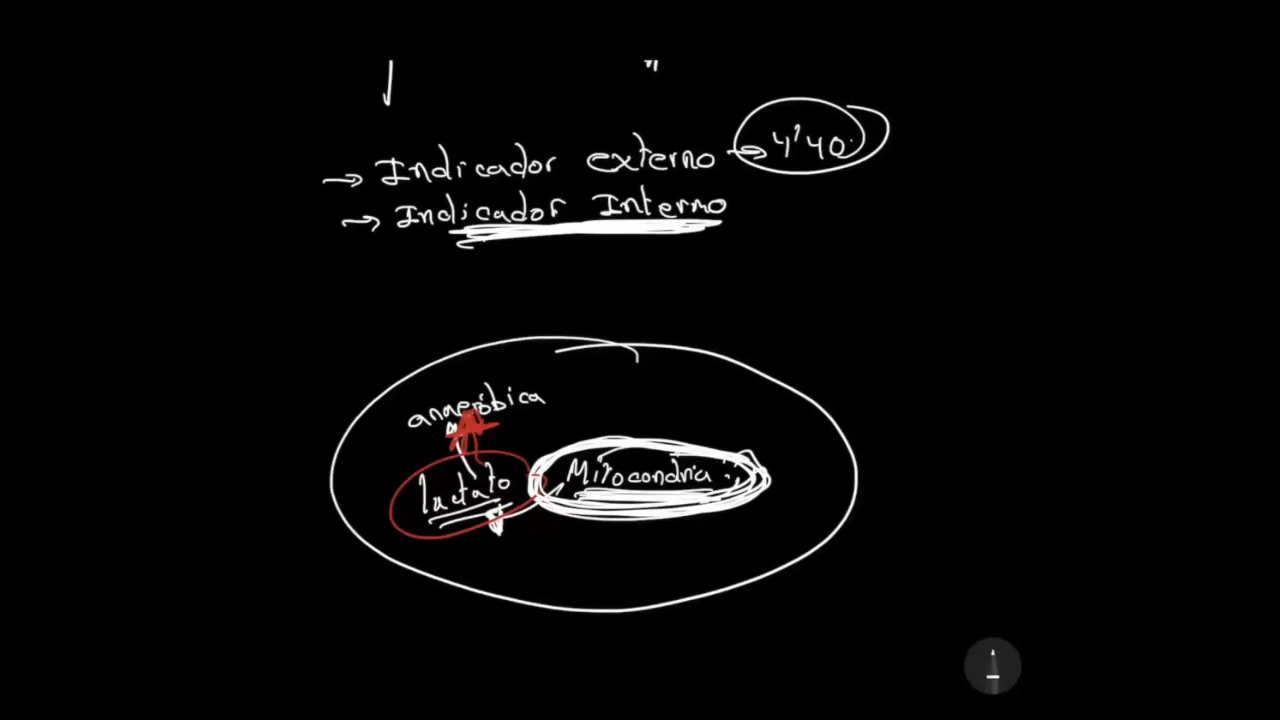 → Indicador externo → 4'40
→ Indicador Interno
anaeróbica
lactato
Mitocondria